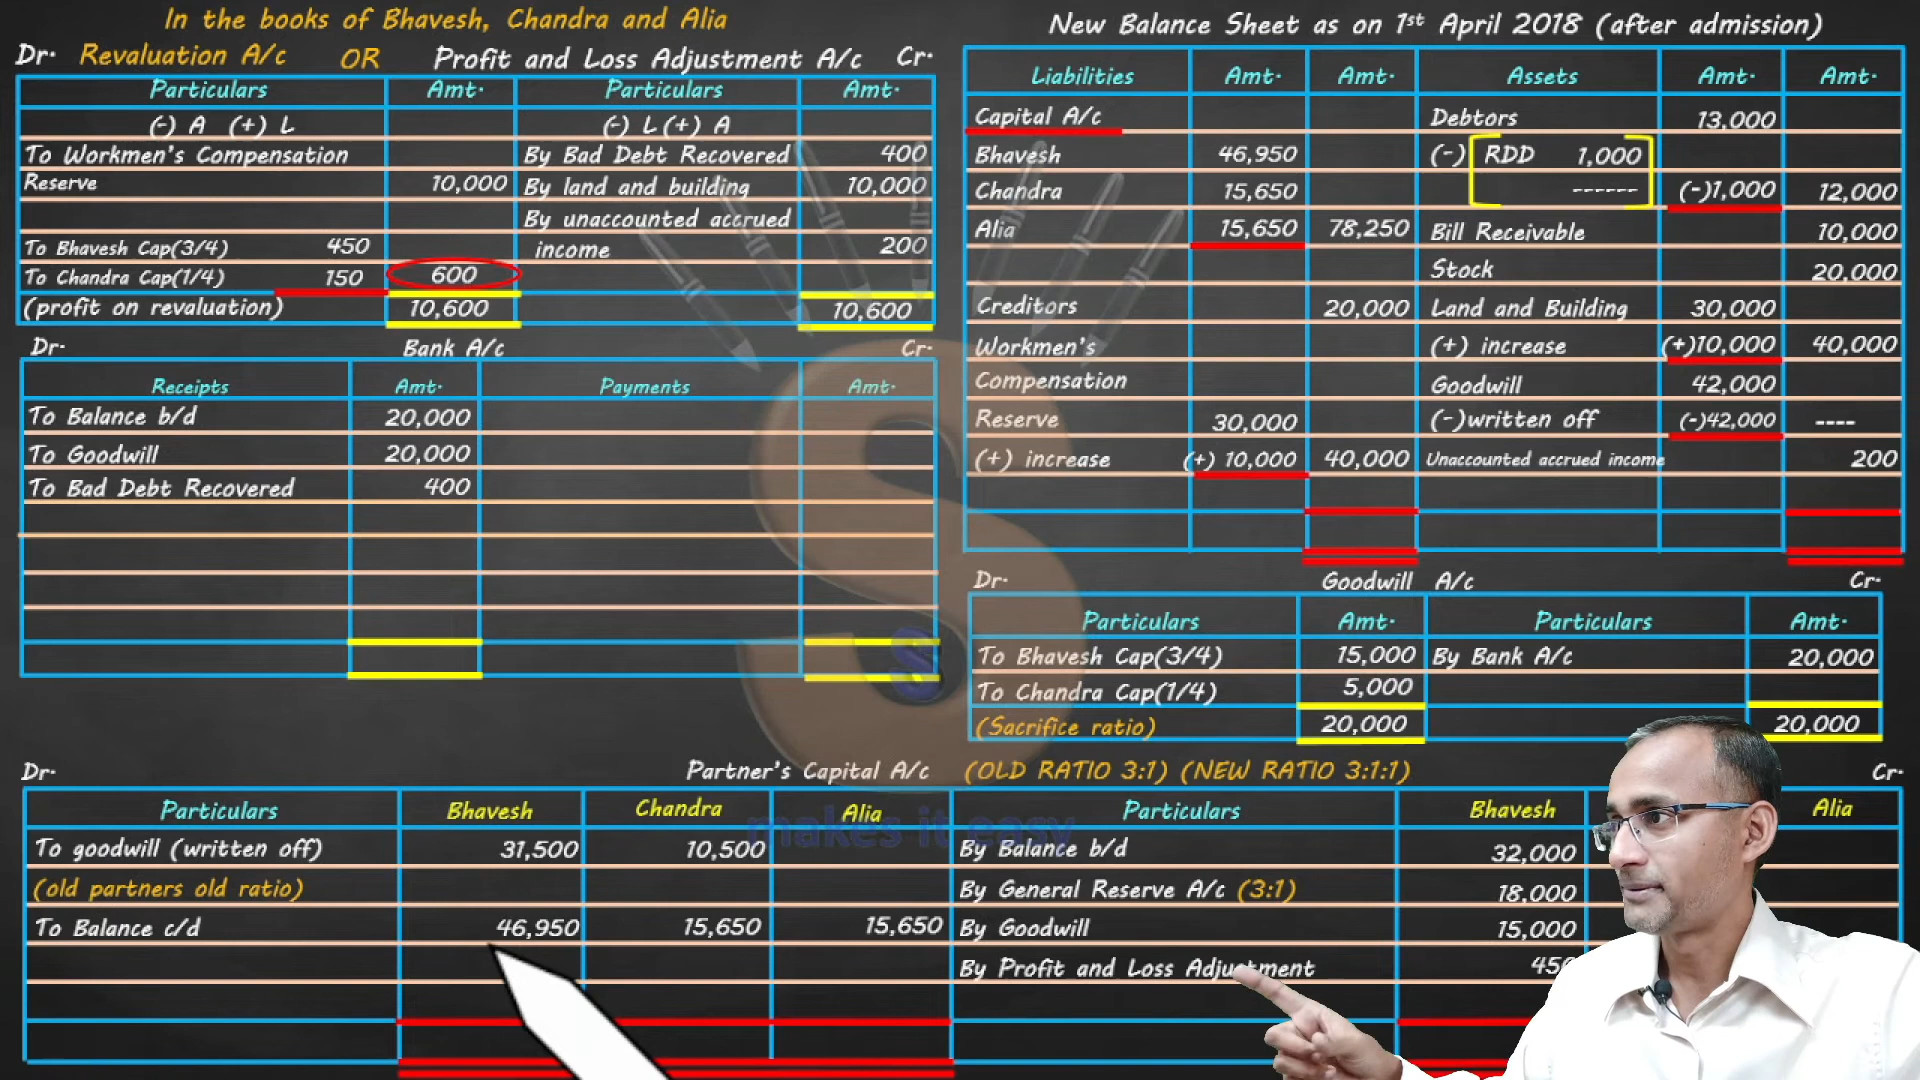 In the books of Bhavesh, Chandra and Alia
Dr. Revaluation A/c OR Profit and Loss Adjustment A/c Cr.
Particulars Amt. Particulars Amt.
(-) A (+) L (-) L (+) A
To Workmen's Compensation By Bad Debt Recovered 400
Reserve 10,000 By land and building 10,000
By unaccounted accrued
To Bhavesh Cap(3/4) 450 income 200
To Chandra Cap(1/4) 150 600
(profit on revaluation) 10,600 10,600
Dr. Bank A/c Cr.
Receipts Amt. Payments Amt.
To Balance b/d 20,000
To Goodwill 20,000
To Bad Debt Recovered 400
New Balance Sheet as on 1st April 2018 (after admission)
Liabilities Amt. Amt. Assets Amt. Amt.
Capital A/c Debtors 13,000
Bhavesh 46,950 (-) RDD 1,000
Chandra 15,650 ------ (-)1,000 12,000
Alia 15,650 78,250 Bill Receivable 10,000
Stock 20,000
Creditors 20,000 Land and Building 30,000
Workmen's (+) increase (+)10,000 40,000
Compensation Goodwill 42,000
Reserve 30,000 (-)written off (-)42,000 ----
(+) increase (+) 10,000 40,000 Unaccounted accrued income 200
Dr. Goodwill A/c Cr.
Particulars Amt. Particulars Amt.
To Bhavesh Cap(3/4) 15,000 By Bank A/c 20,000
To Chandra Cap(1/4) 5,000
(Sacrifice ratio) 20,000 20,000
Dr. Partner's Capital A/c (OLD RATIO 3:1) (NEW RATIO 3:1:1) Cr.
Particulars Bhavesh Chandra Alia Particulars Bhavesh Alia
To goodwill (written off) 31,500 10,500 By Balance b/d 32,000
(old partners old ratio) By General Reserve A/c (3:1) 18,000
To Balance c/d 46,950 15,650 15,650 By Goodwill 15,000
By Profit and Loss Adjustment 450
S
S
makes it easy